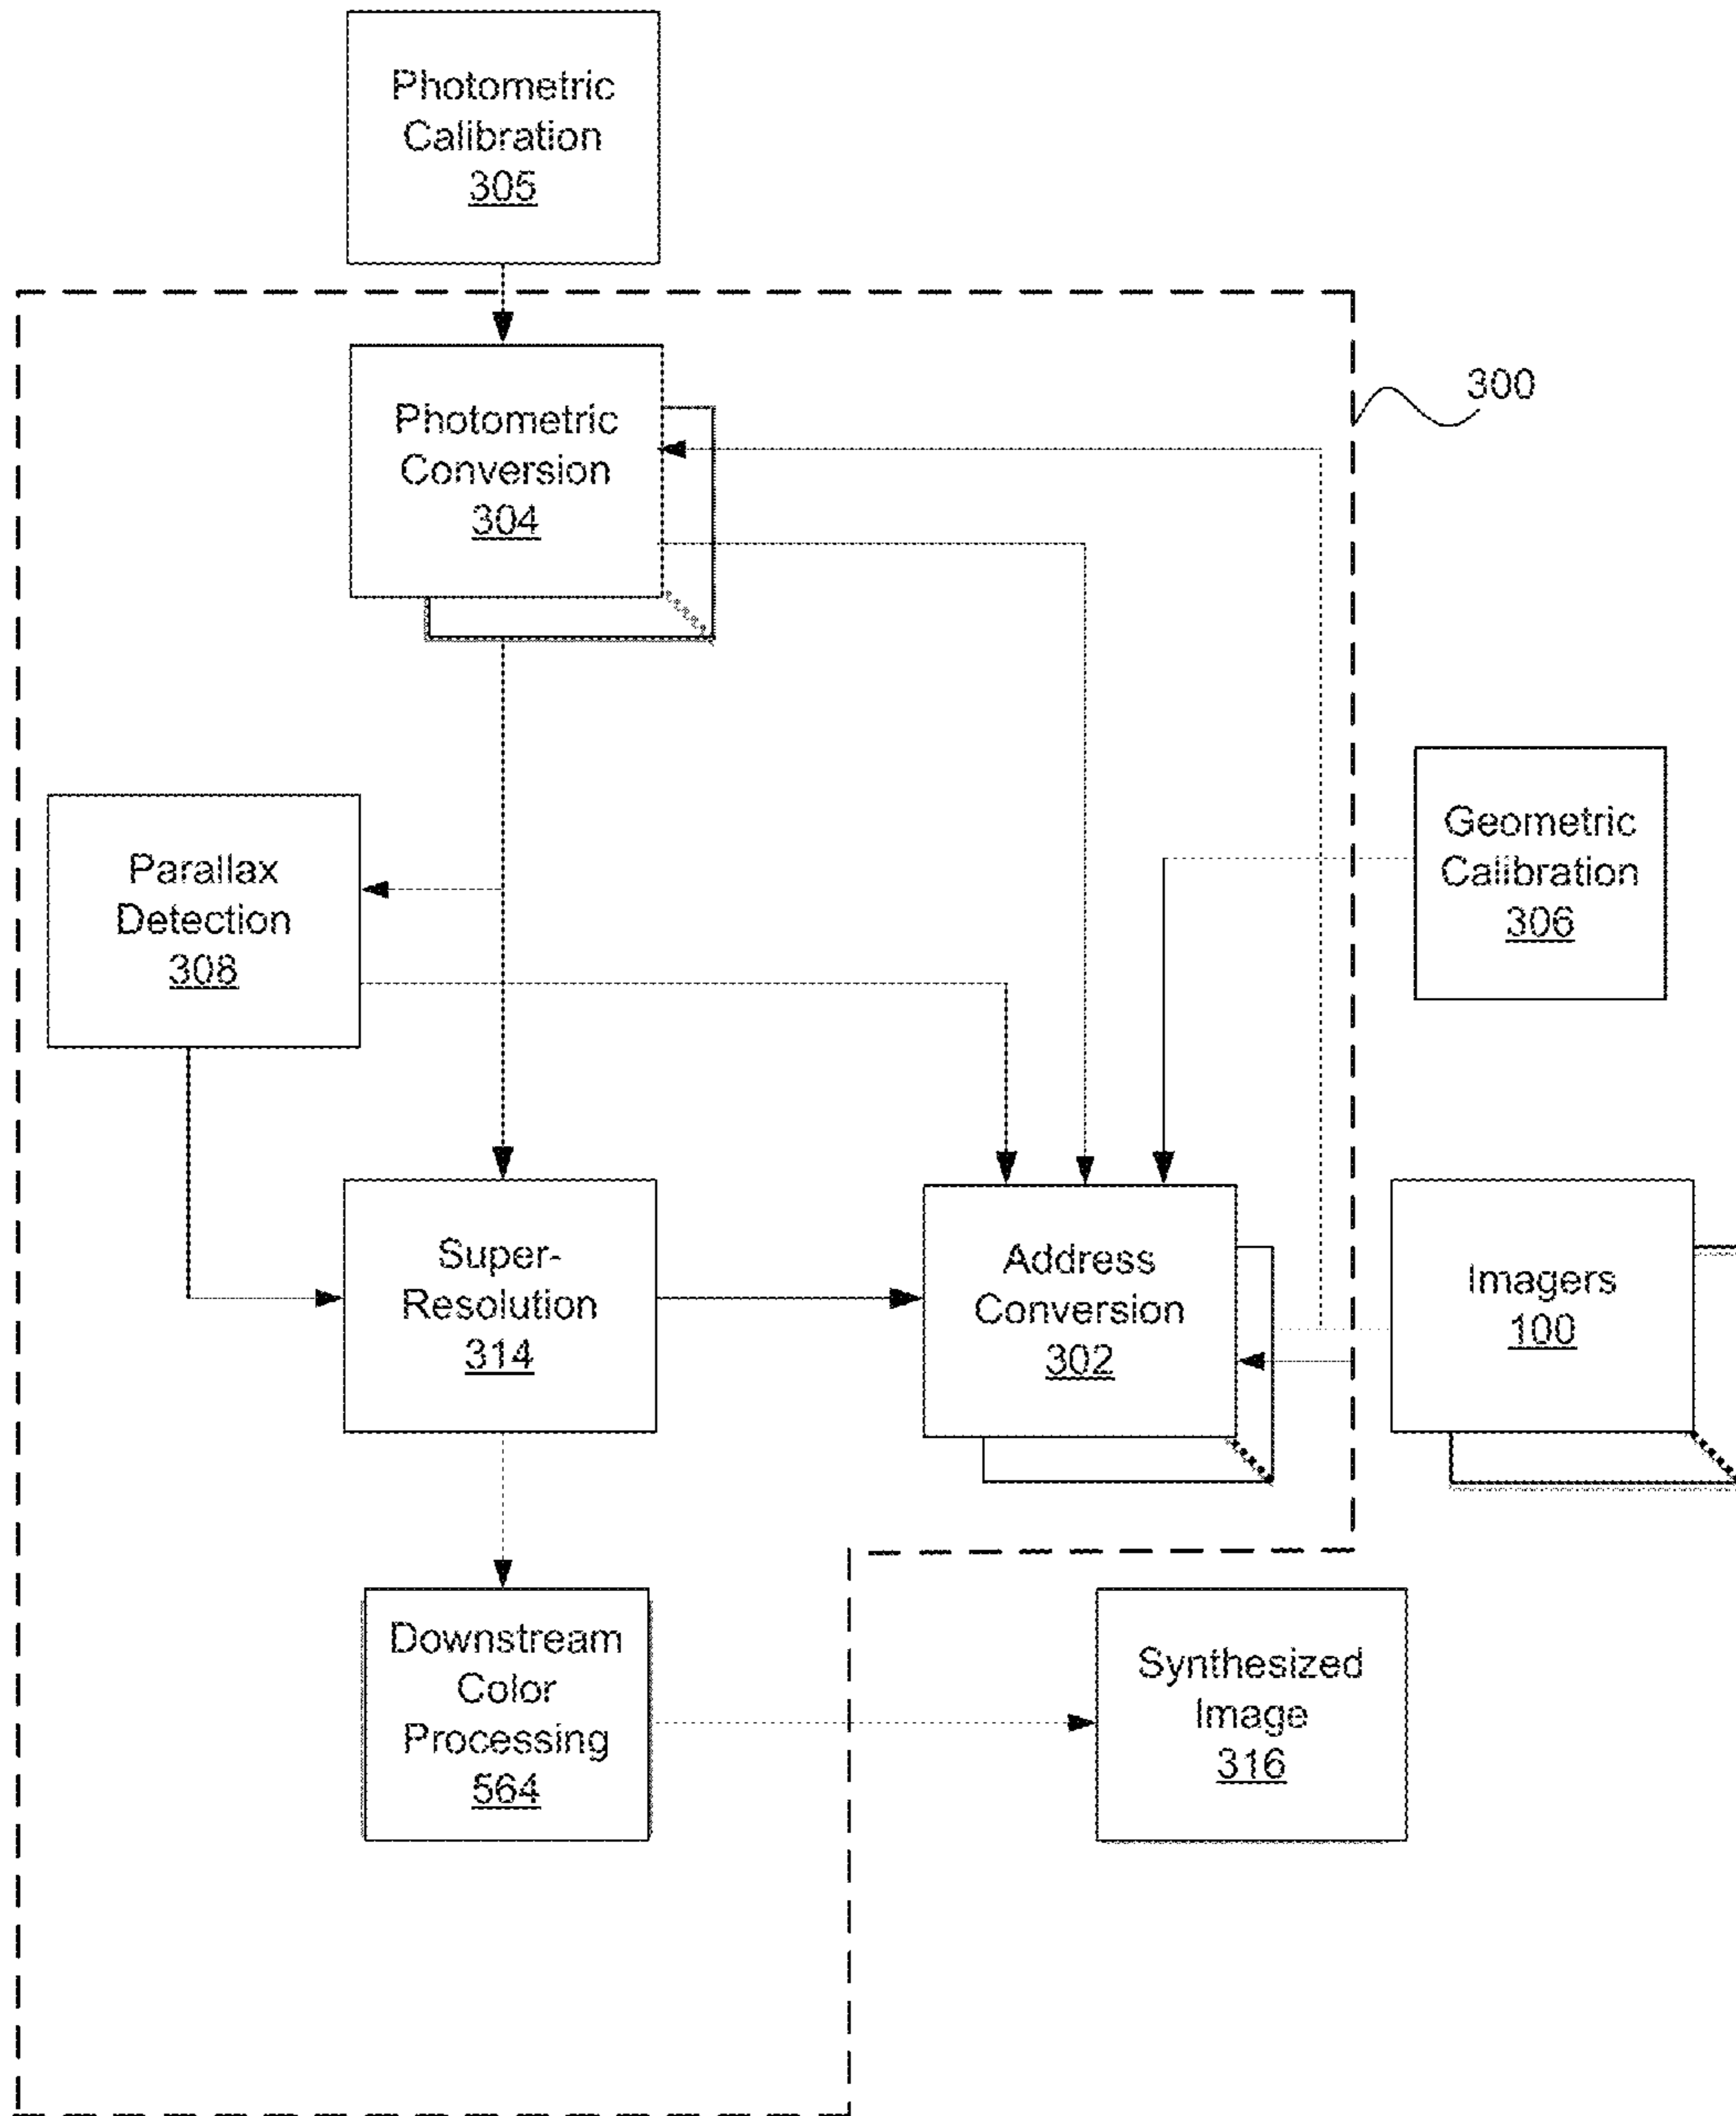 Photometric
Calibration
305
300
Photometric
Conversion
304
Geometric
Calibration
306
Parallax
Detection
308
Super-
Resolution
314
Address
Conversion
302
Imagers
100
Downstream
Color
Processing
564
Synthesized
Image
316